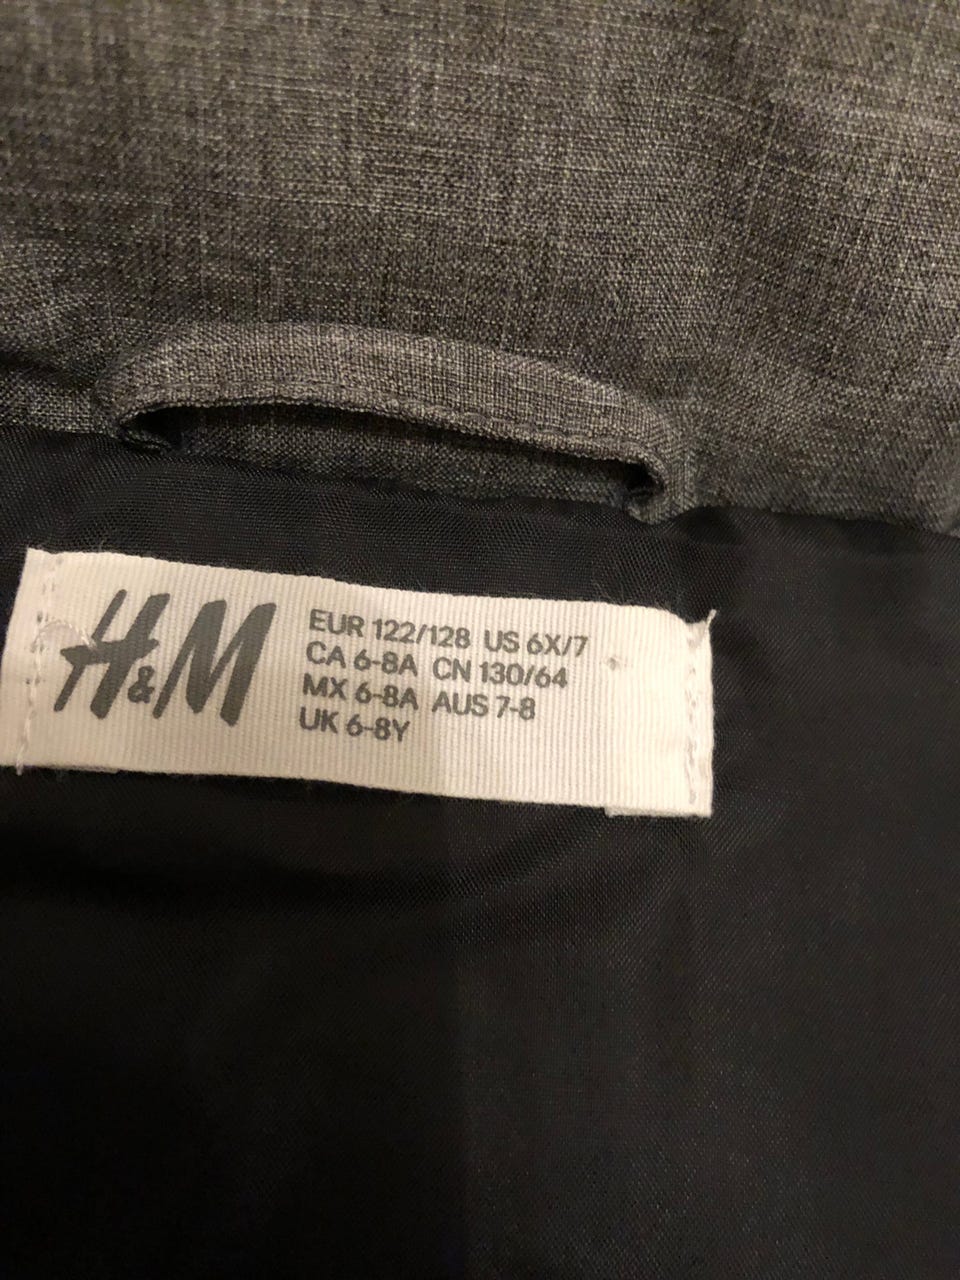 H&M
EUR 122/128 US 6X/7
CA 6-8A CN 130/64
MX 6-8A AUS 7-8
UK 6-8Y